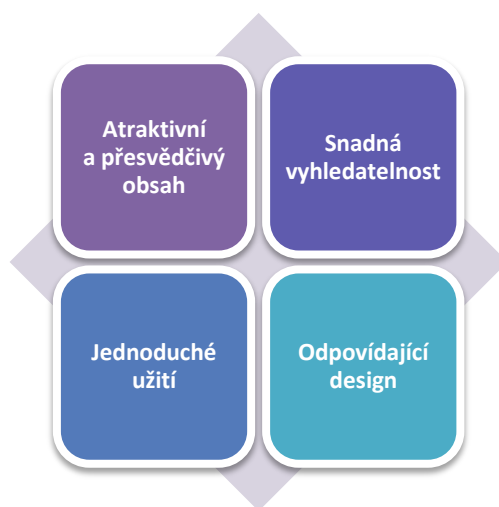 Atraktivní
a přesvědčivý
obsah
Snadná
vyhledatelnost
Jednoduché
užití
Odpovídající
design